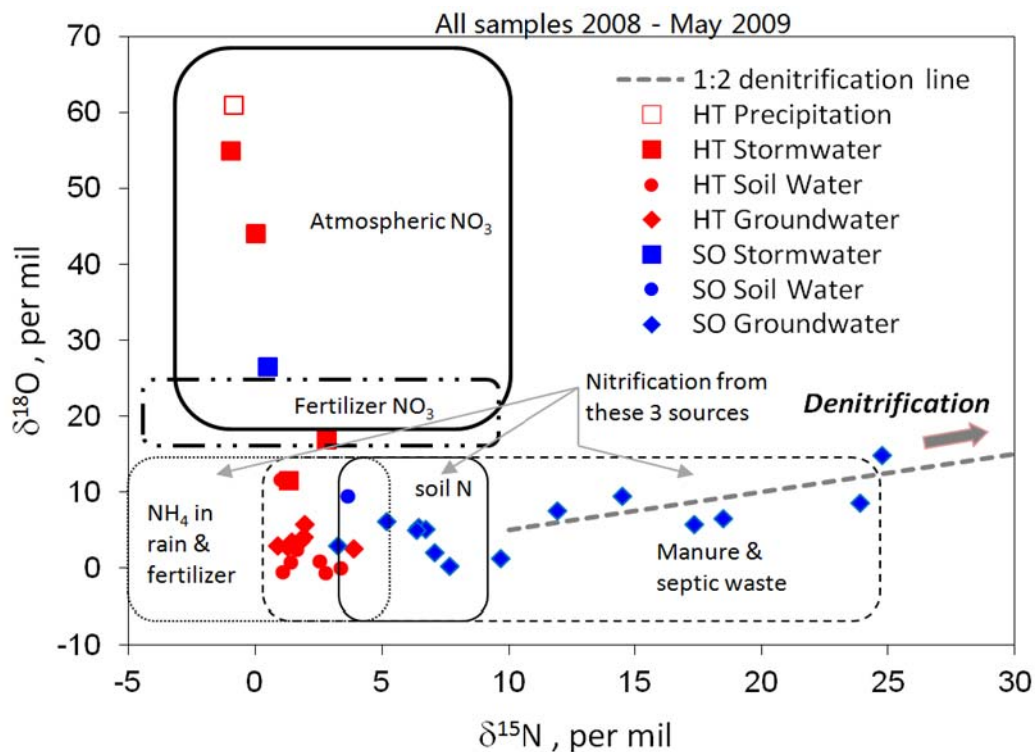 All samples 2008 - May 2009
70
60
50
40
30
20
10
0
-10
δ18O , per mil
1:2 denitrification line
HT Precipitation
HT Stormwater
HT Soil Water
HT Groundwater
SO Stormwater
SO Soil Water
SO Groundwater
Atmospheric NO3
Fertilizer NO3
Nitrification from
these 3 sources
Denitrification
soil N
NH4 in
rain &
fertilizer
Manure &
septic waste
-5 0 5 10 15 20 25 30
δ15N , per mil